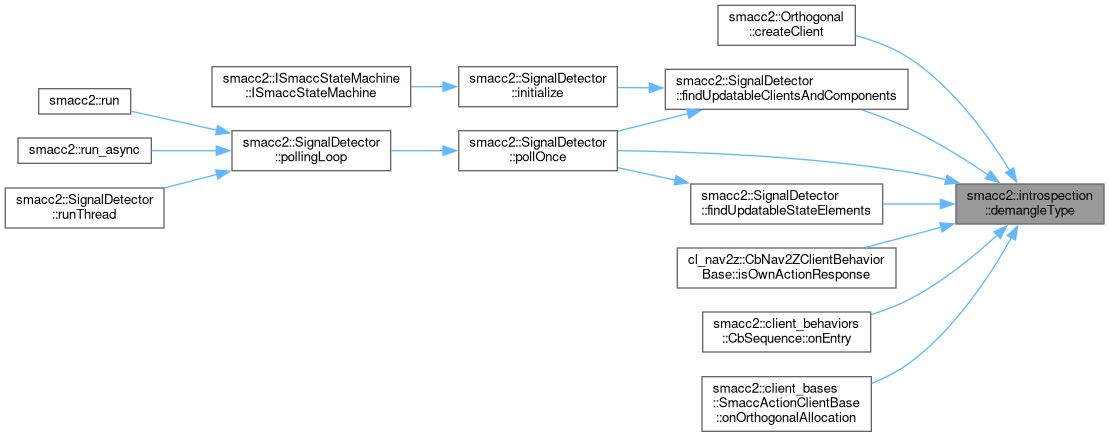 smacc2::Orthogonal
::createClient
smacc2::ISmaccStateMachine
::ISmaccStateMachine
smacc2::SignalDetector
::initialize
smacc2::SignalDetector
::findUpdatableClientsAndComponents
smacc2::run
smacc2::run_async
smacc2::SignalDetector
::pollingLoop
smacc2::SignalDetector
::pollOnce
smacc2::SignalDetector
::runThread
smacc2::SignalDetector
::findUpdatableStateElements
smacc2::introspection
::demangleType
cl_nav2z::CbNav2ZClientBehavior
Base::isOwnActionResponse
smacc2::client_behaviors
::CbSequence::onEntry
smacc2::client_bases
::SmaccActionClientBase
::onOrthogonalAllocation